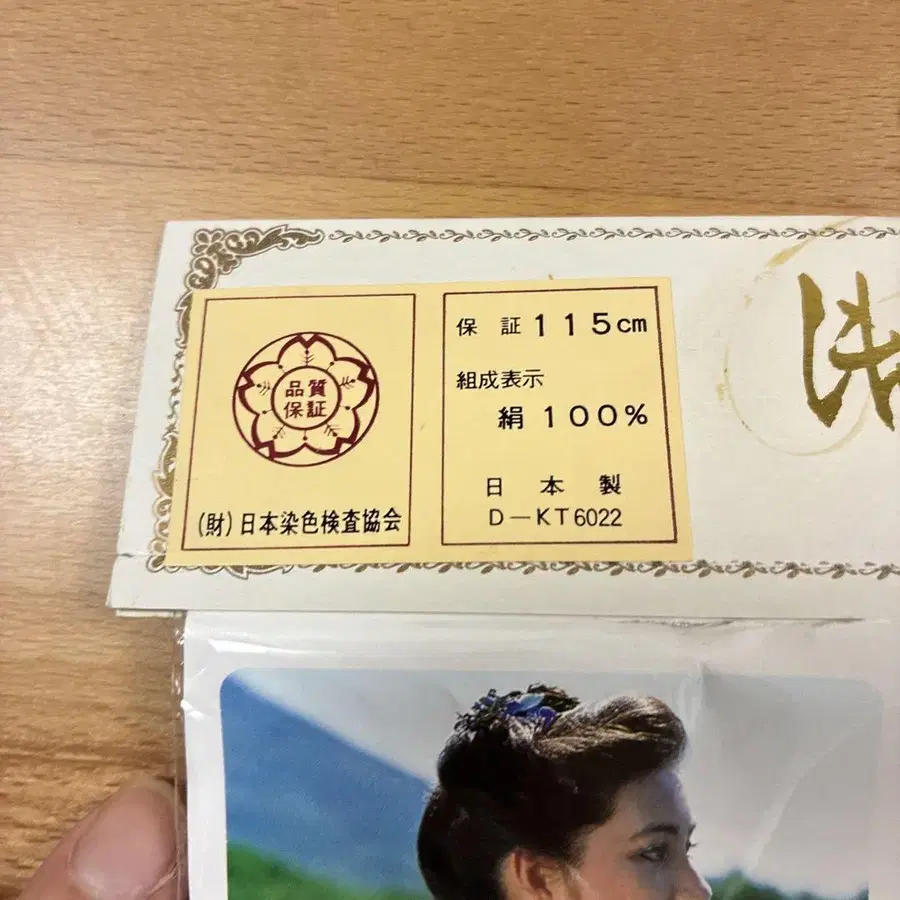 品質
保証
(財)日本染色検査協会
保証 115cm
組成表示
絹 100%
日本製
D-KT6022